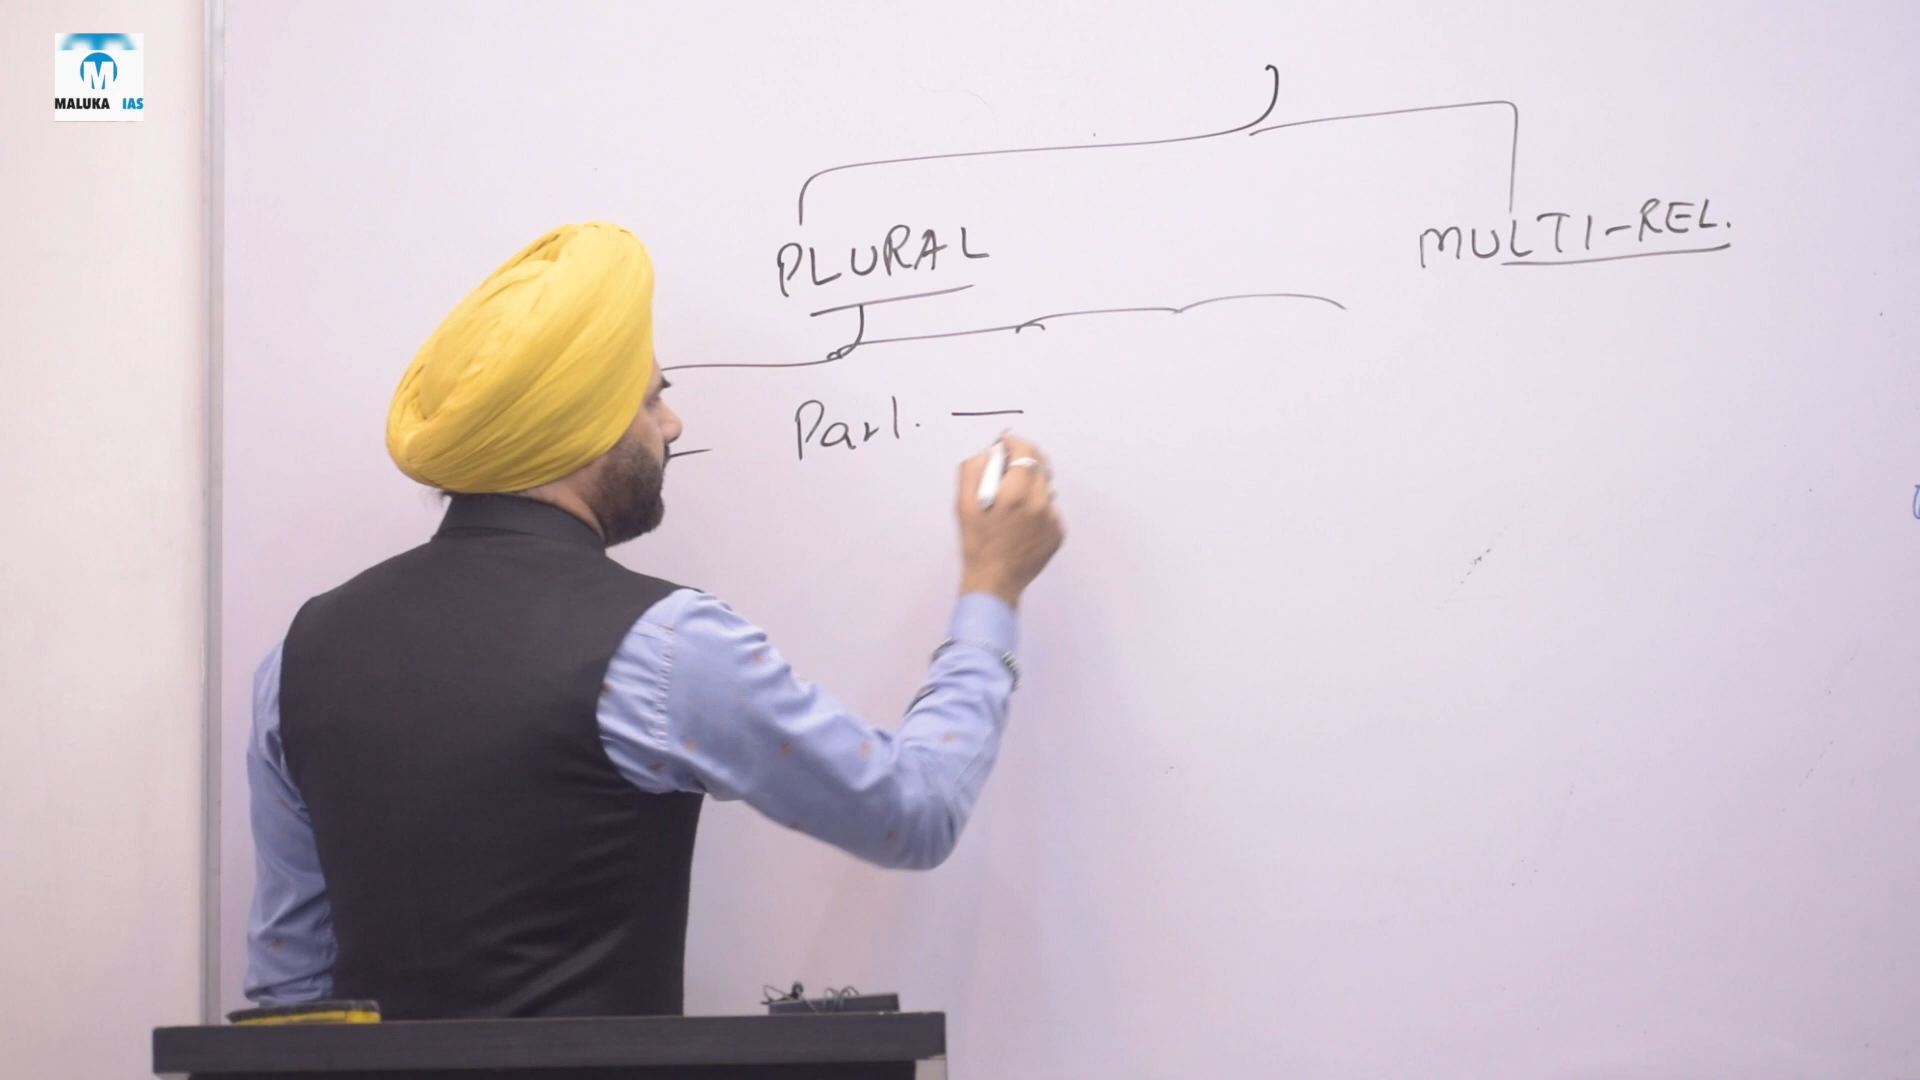 MALUKA IAS
PLURAL
MULTI-REL.
Parl. —